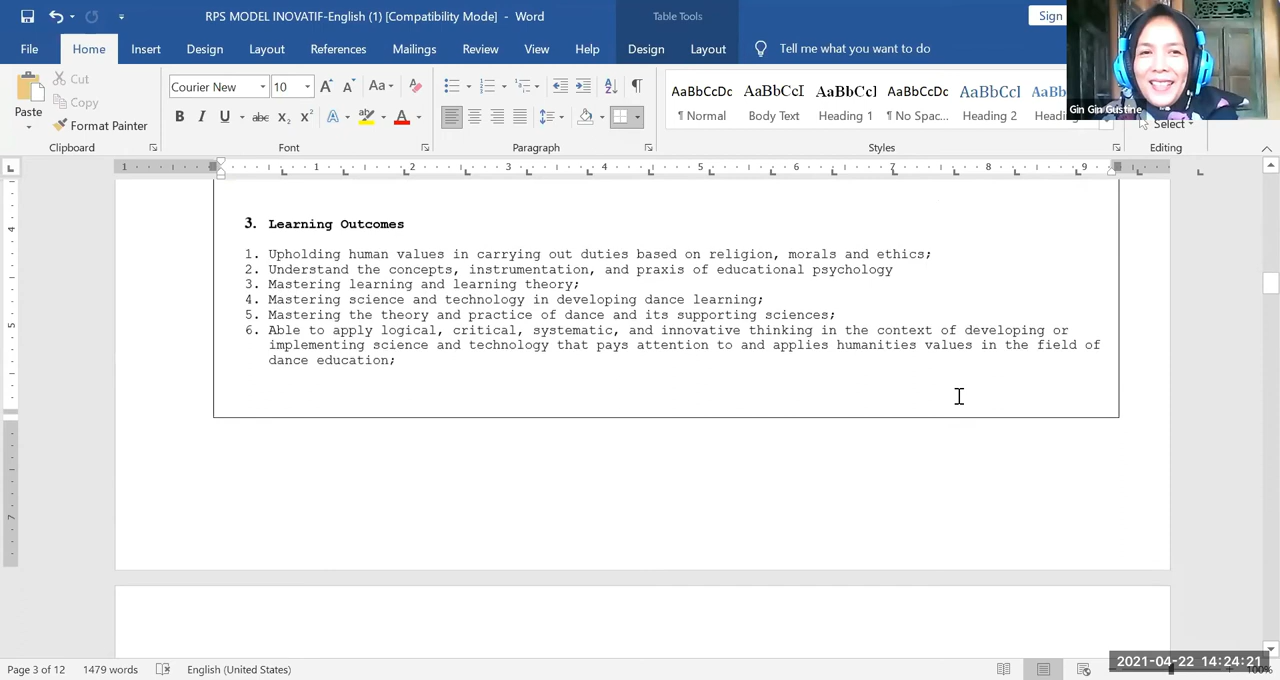 RPS MODEL INOVATIF-English (1) [Compatibility Mode] - Word
Table Tools
Sign
File Home Insert Design Layout References Mailings Review View Help Design Layout Tell me what you want to do
Gin Gin Gustine
Paste
Cut
Copy
Format Painter
Clipboard
Courier New 10
Font
Paragraph
AaBbCcDc AaBbCcI AaBbCcl AaBbCcDc AaBbCcl AaBb
¶ Normal Body Text Heading 1 ¶ No Spac... Heading 2 Heading
Styles
Select
Editing
3. Learning Outcomes
1. Upholding human values in carrying out duties based on religion, morals and ethics;
2. Understand the concepts, instrumentation, and praxis of educational psychology
3. Mastering learning and learning theory;
4. Mastering science and technology in developing dance learning;
5. Mastering the theory and practice of dance and its supporting sciences;
6. Able to apply logical, critical, systematic, and innovative thinking in the context of developing or
implementing science and technology that pays attention to and applies humanities values in the field of
dance education;
Page 3 of 12 1479 words English (United States)
2021-04-22 14:24:21
100%